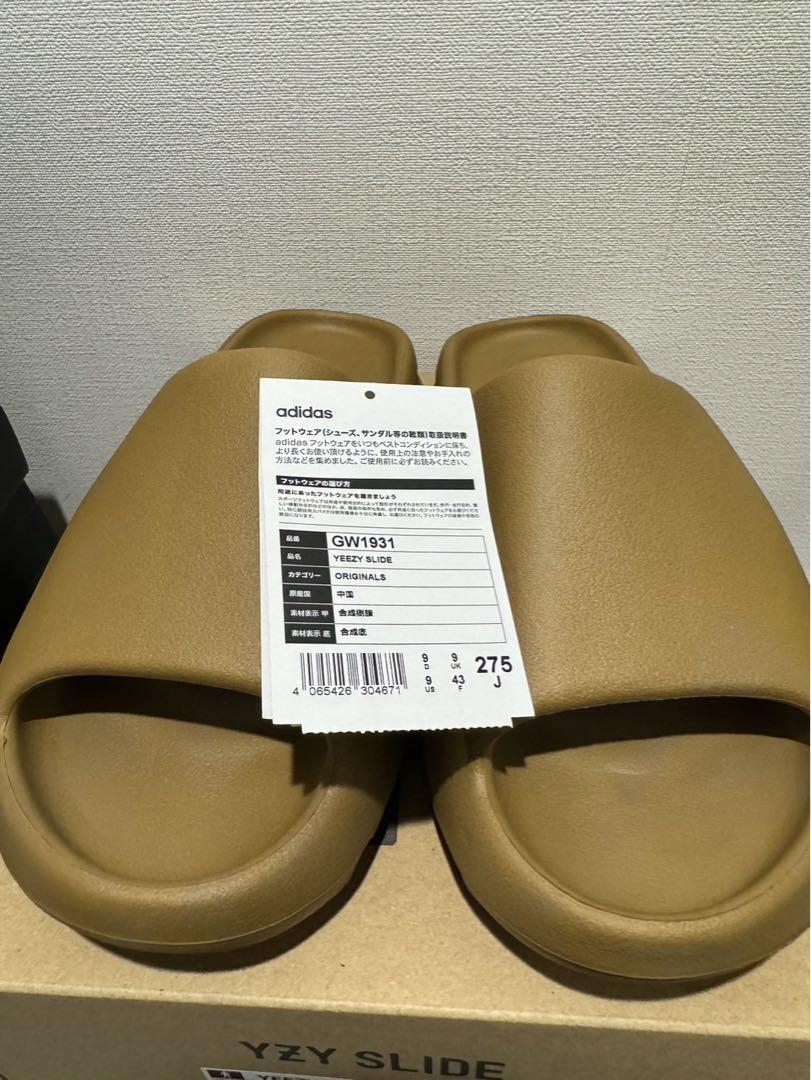 adidas
フットウェア(シューズ、サンダル等の靴類)取扱説明書
adidas フットウェアをいつもベストコンディションに保ち、
より長くお使い頂けるように、使用上の注意やお手入れの
方法などを集めました。ご使用前に必ずお読みください。
フットウェアの選び方
用途にあったフットウェアを履きましょう
品番 GW1931
品名 YEEZY SLIDE
カテゴリー ORIGINALS
原産国 中国
素材表示 甲 合成樹脂
素材表示 底 合成底
9 D 9 UK 275
9 US 43 F J
4 065426 304671
YZY SLIDE